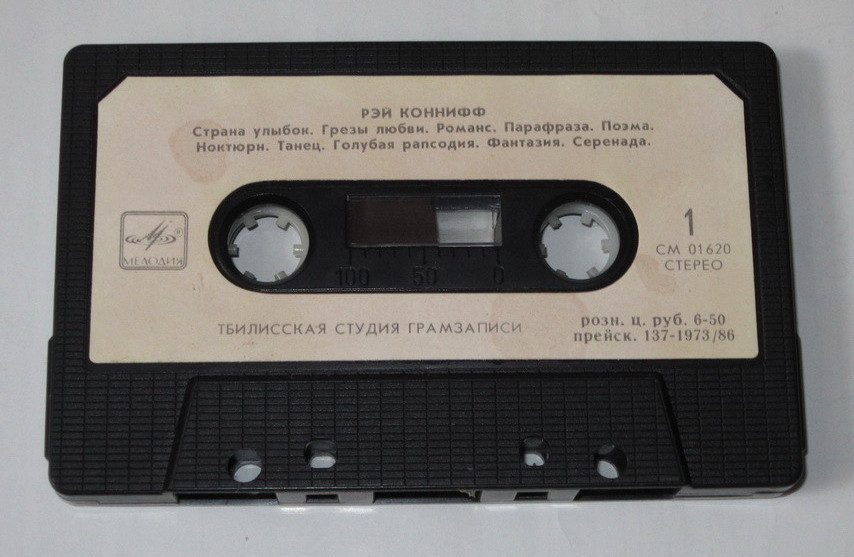 РЭЙ КОННИФФ
Страна улыбок. Грезы любви. Романс. Парафраза. Поэма.
Ноктюрн. Танец. Голубая рапсодия. Фантазия. Серенада.
МЕЛОДИЯ
1
СМ 01620
СТЕРЕО
100 50 0
ТБИЛИССКАЯ СТУДИЯ ГРАМЗАПИСИ
розн. ц. руб. 6-50
прейск. 137-1973/86